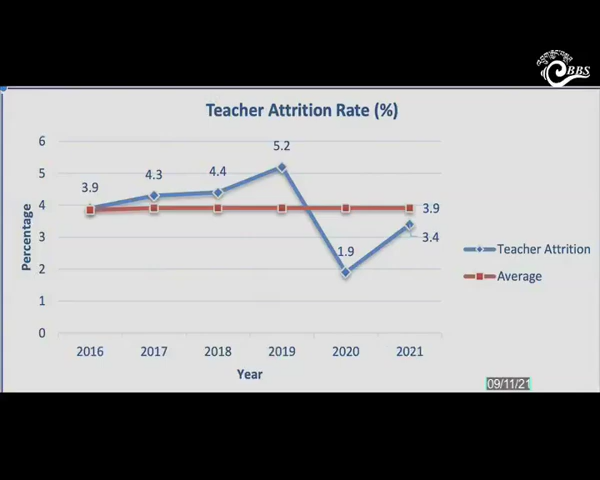 BBS
Teacher Attrition Rate (%)
6
5
4
3
2
1
0
Percentage
3.9
4.3
4.4
5.2
1.9
3.9
3.4
2016 2017 2018 2019 2020 2021
Year
Teacher Attrition
Average
09/11/21